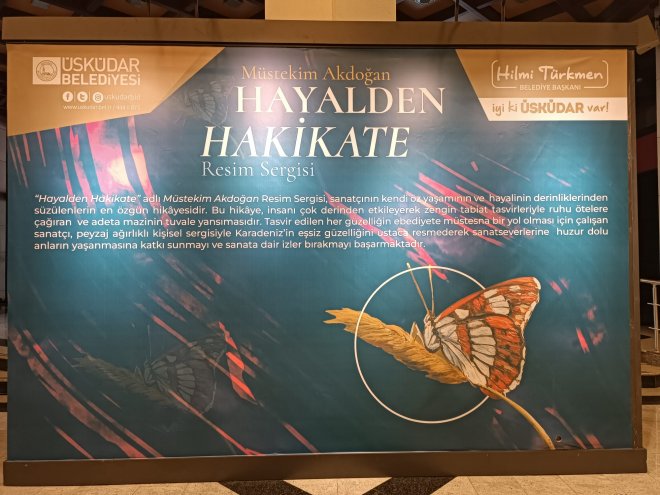 ÜSKÜDAR
BELEDİYESİ
Müstekim Akdoğan
HAYALDEN
HAKİKATE
Resim Sergisi
Hilmi Türkmen
BELEDİYE BAŞKANI
iyi ki ÜSKÜDAR var!
"Hayalden Hakikate" adlı Müstekim Akdoğan Resim Sergisi, sanatçının kendi öz yaşamının ve hayalinin derinliklerinden
süzülenlerin en özgün hikâyesidir. Bu hikâye, insanı çok derinden etkileyerek zengin tabiat tasvirleriyle ruhu ötelere
çağıran ve adeta mazinin tuvale yansımasıdır. Tasvir edilen her güzelliğin ebediyete müstesna bir yol olması için çalışan
sanatçı, peyzaj ağırlıklı kişisel sergisiyle Karadeniz'in eşsiz güzelliğini ustaca resmederek sanatseverlerine huzur dolu
anların yaşanmasına katkı sunmayı ve sanata dair izler bırakmayı başarmaktadır.